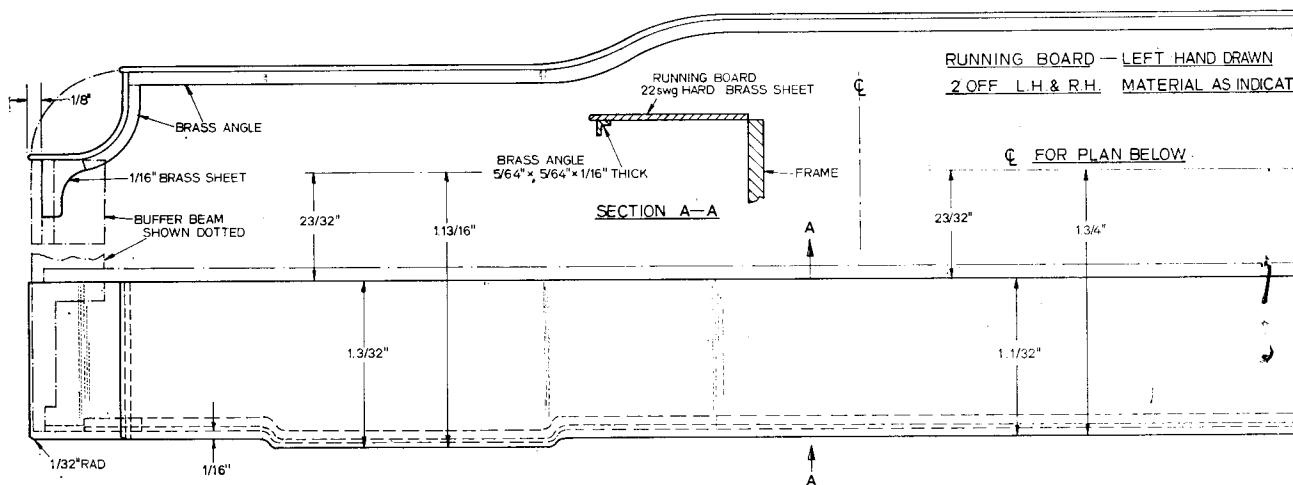 RUNNING BOARD — LEFT HAND DRAWN
2 OFF L.H. & R.H. MATERIAL AS INDICAT
1/8"
BRASS ANGLE
RUNNING BOARD
22swg HARD BRASS SHEET
℄
BRASS ANGLE
5/64" × 5/64" × 1/16" THICK
FRAME
℄ FOR PLAN BELOW
1/16" BRASS SHEET
SECTION A—A
BUFFER BEAM
SHOWN DOTTED
23/32"
1.13/16"
A
23/32"
1.3/4"
1.3/32"
1.1/32"
1/32" RAD
1/16"
A